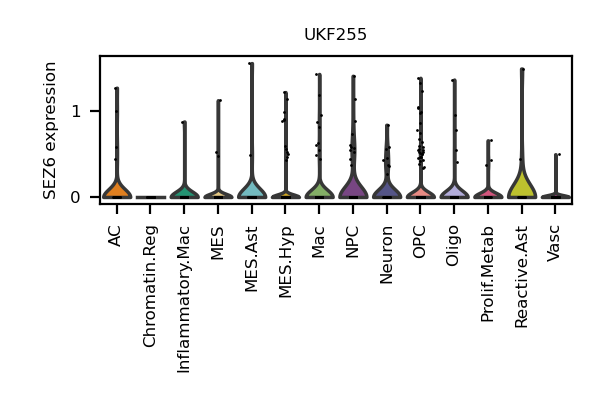 UKF255
SEZ6 expression
1
0
AC
Chromatin.Reg
Inflammatory.Mac
MES
MES.Ast
MES.Hyp
Mac
NPC
Neuron
OPC
Oligo
Prolif.Metab
Reactive.Ast
Vasc